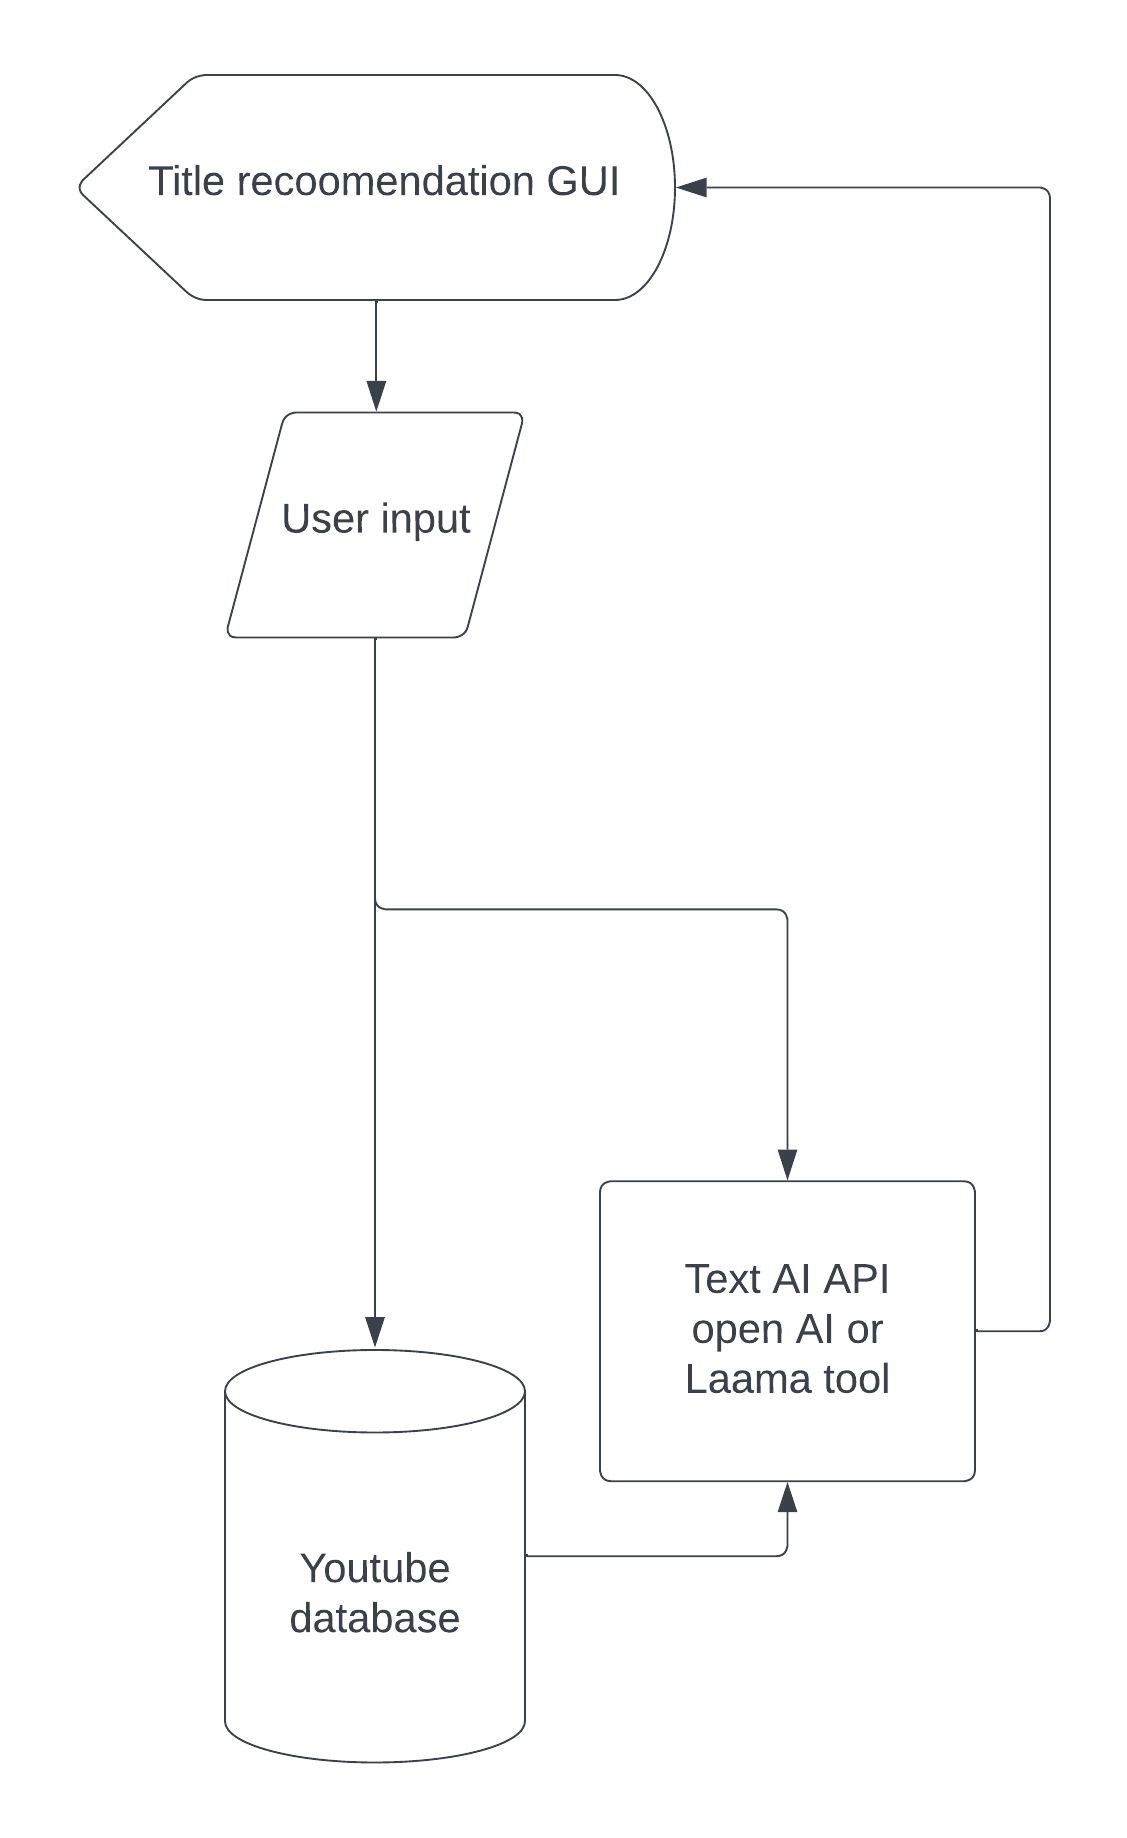 Title recoomendation GUI
User input
Text AI API
open AI or
Laama tool
Youtube
database